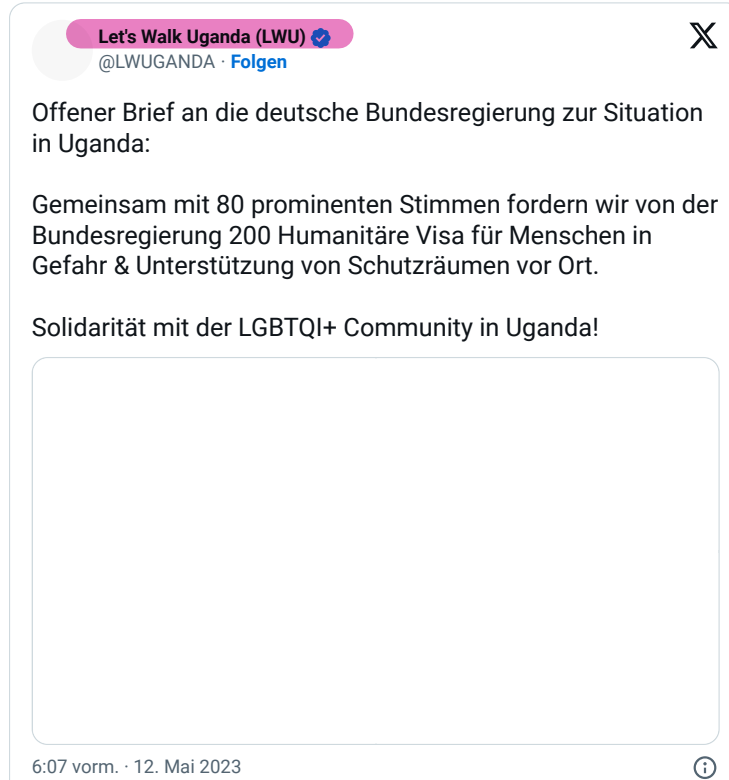 Let's Walk Uganda (LWU)
@LWUGANDA · Folgen
Offener Brief an die deutsche Bundesregierung zur Situation
in Uganda:
Gemeinsam mit 80 prominenten Stimmen fordern wir von der
Bundesregierung 200 Humanitäre Visa für Menschen in
Gefahr & Unterstützung von Schutzräumen vor Ort.
Solidarität mit der LGBTQI+ Community in Uganda!
6:07 vorm. · 12. Mai 2023